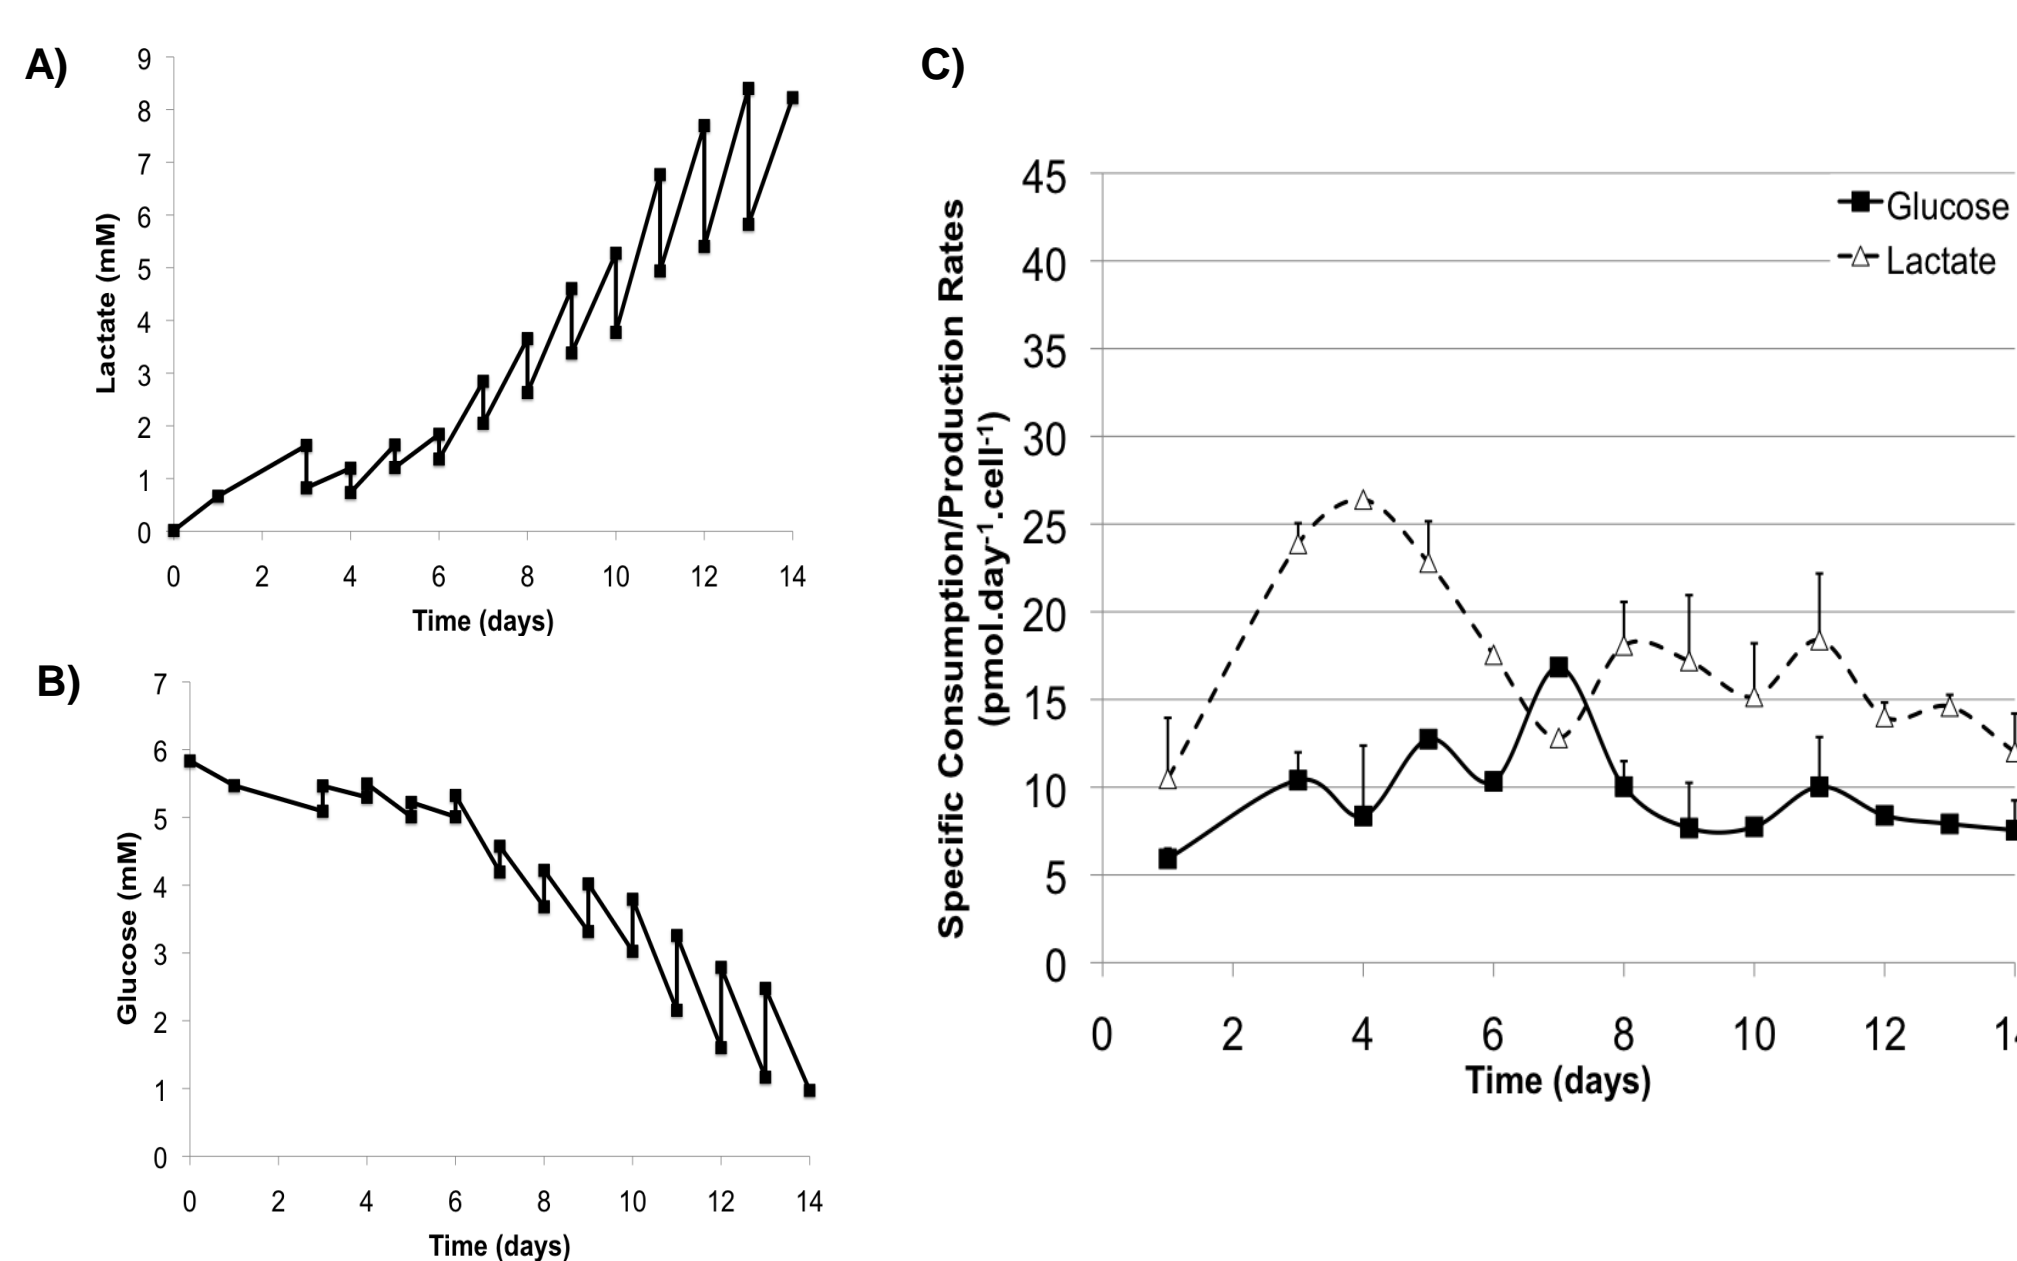 A)
9
8
7
6
5
4
3
2
1
0
Lactate (mM)
0 2 4 6 8 10 12 14
Time (days)
B)
7
6
5
4
3
2
1
0
Glucose (mM)
0 2 4 6 8 10 12 14
Time (days)
C)
Specific Consumption/Production Rates
(pmol.day⁻¹.cell⁻¹)
45
40
35
30
25
20
15
10
5
0
Glucose
Lactate
0 2 4 6 8 10 12 1
Time (days)